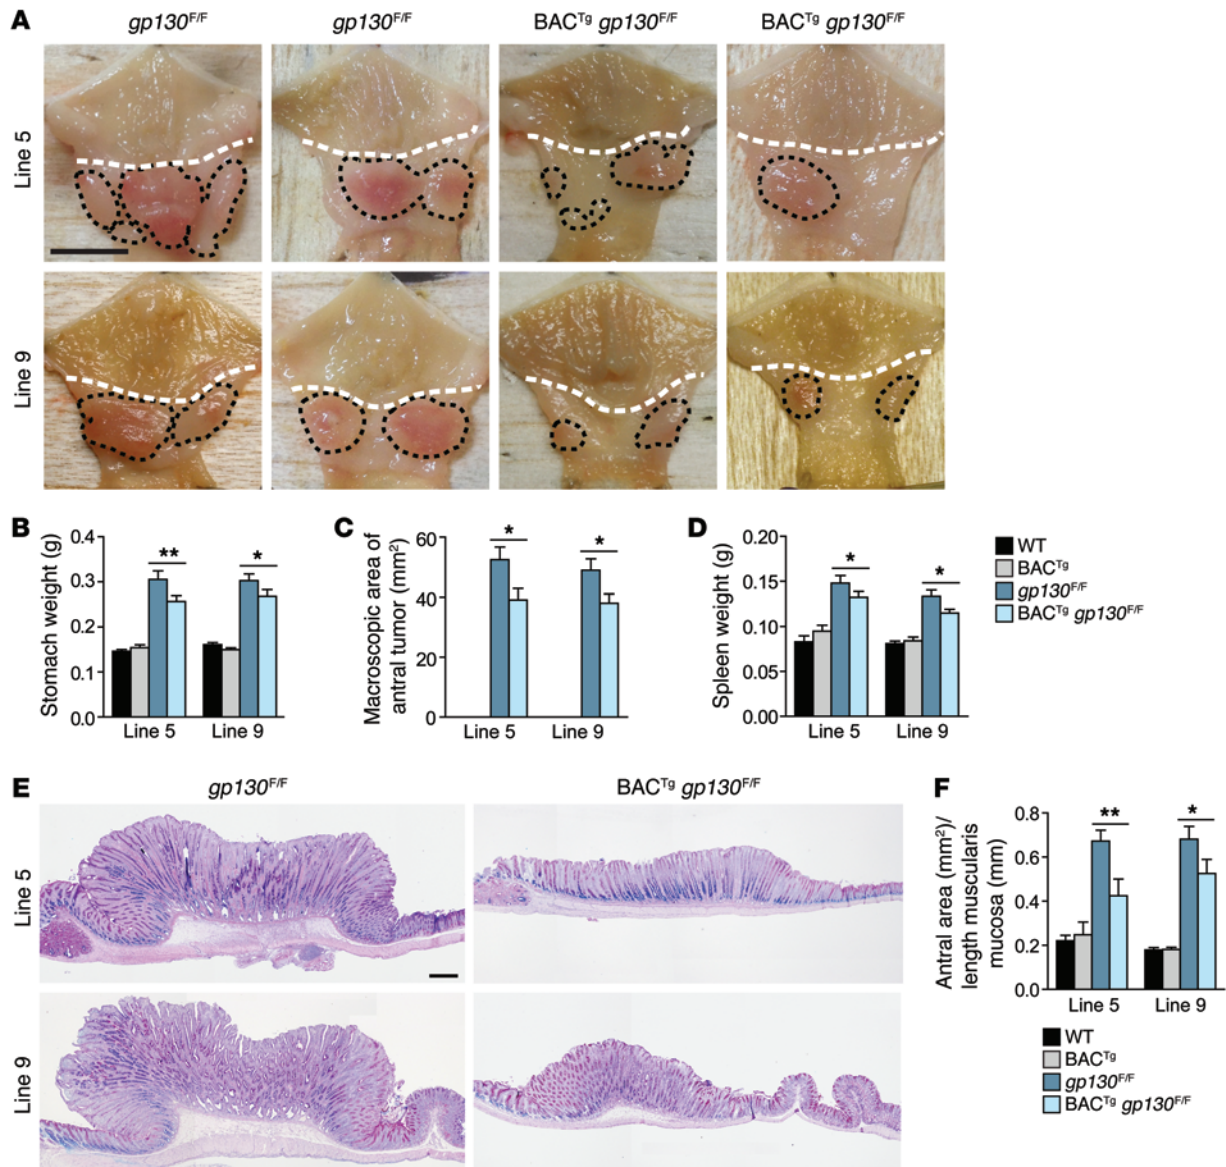 A
gp130F/F gp130F/F BACTg gp130F/F BACTg gp130F/F
Line 5
Line 9
B
Stomach weight (g)
0.4
0.3
0.2
0.1
0.0
** *
Line 5 Line 9
C
Macroscopic area of
antral tumor (mm²)
60
40
20
0
* *
Line 5 Line 9
D
Spleen weight (g)
0.20
0.15
0.10
0.05
0.00
* *
Line 5 Line 9
WT
BACTg
gp130F/F
BACTg gp130F/F
E
gp130F/F BACTg gp130F/F
Line 5
Line 9
F
Antral area (mm²)/
length muscularis
mucosa (mm)
0.8
0.6
0.4
0.2
0.0
** *
Line 5 Line 9
WT
BACTg
gp130F/F
BACTg gp130F/F